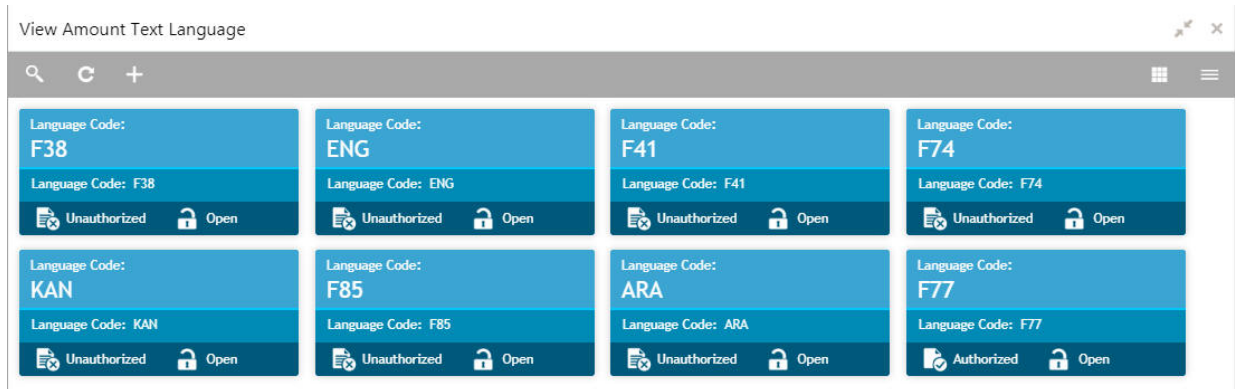 View Amount Text Language
Language Code:
F38
Language Code: F38
Unauthorized Open
Language Code:
ENG
Language Code: ENG
Unauthorized Open
Language Code:
F41
Language Code: F41
Unauthorized Open
Language Code:
F74
Language Code: F74
Unauthorized Open
Language Code:
KAN
Language Code: KAN
Unauthorized Open
Language Code:
F85
Language Code: F85
Unauthorized Open
Language Code:
ARA
Language Code: ARA
Unauthorized Open
Language Code:
F77
Language Code: F77
Authorized Open